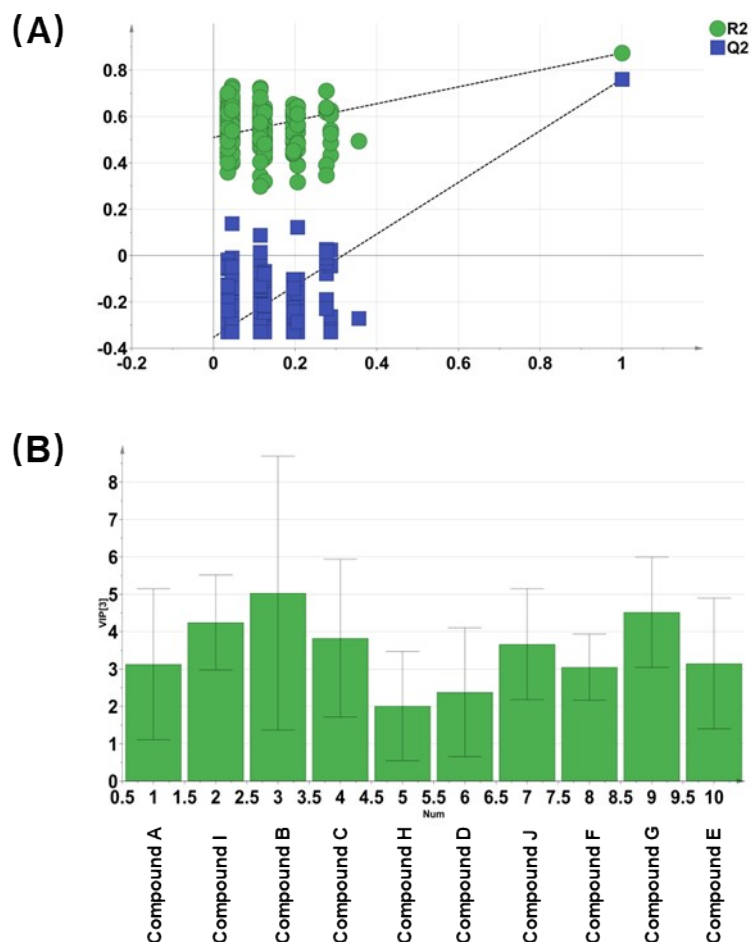 (A)
R2
Q2
0.8
0.6
0.4
0.2
0
-0.2
-0.4
-0.2 0 0.2 0.4 0.6 0.8 1
(B)
8
7
6
5
4
3
2
1
0
VIP[3]
0.5 1 1.5 2 2.5 3 3.5 4 4.5 5 5.5 6 6.5 7 7.5 8 8.5 9 9.5 10
Num
Compound A
Compound I
Compound B
Compound C
Compound H
Compound D
Compound J
Compound F
Compound G
Compound E